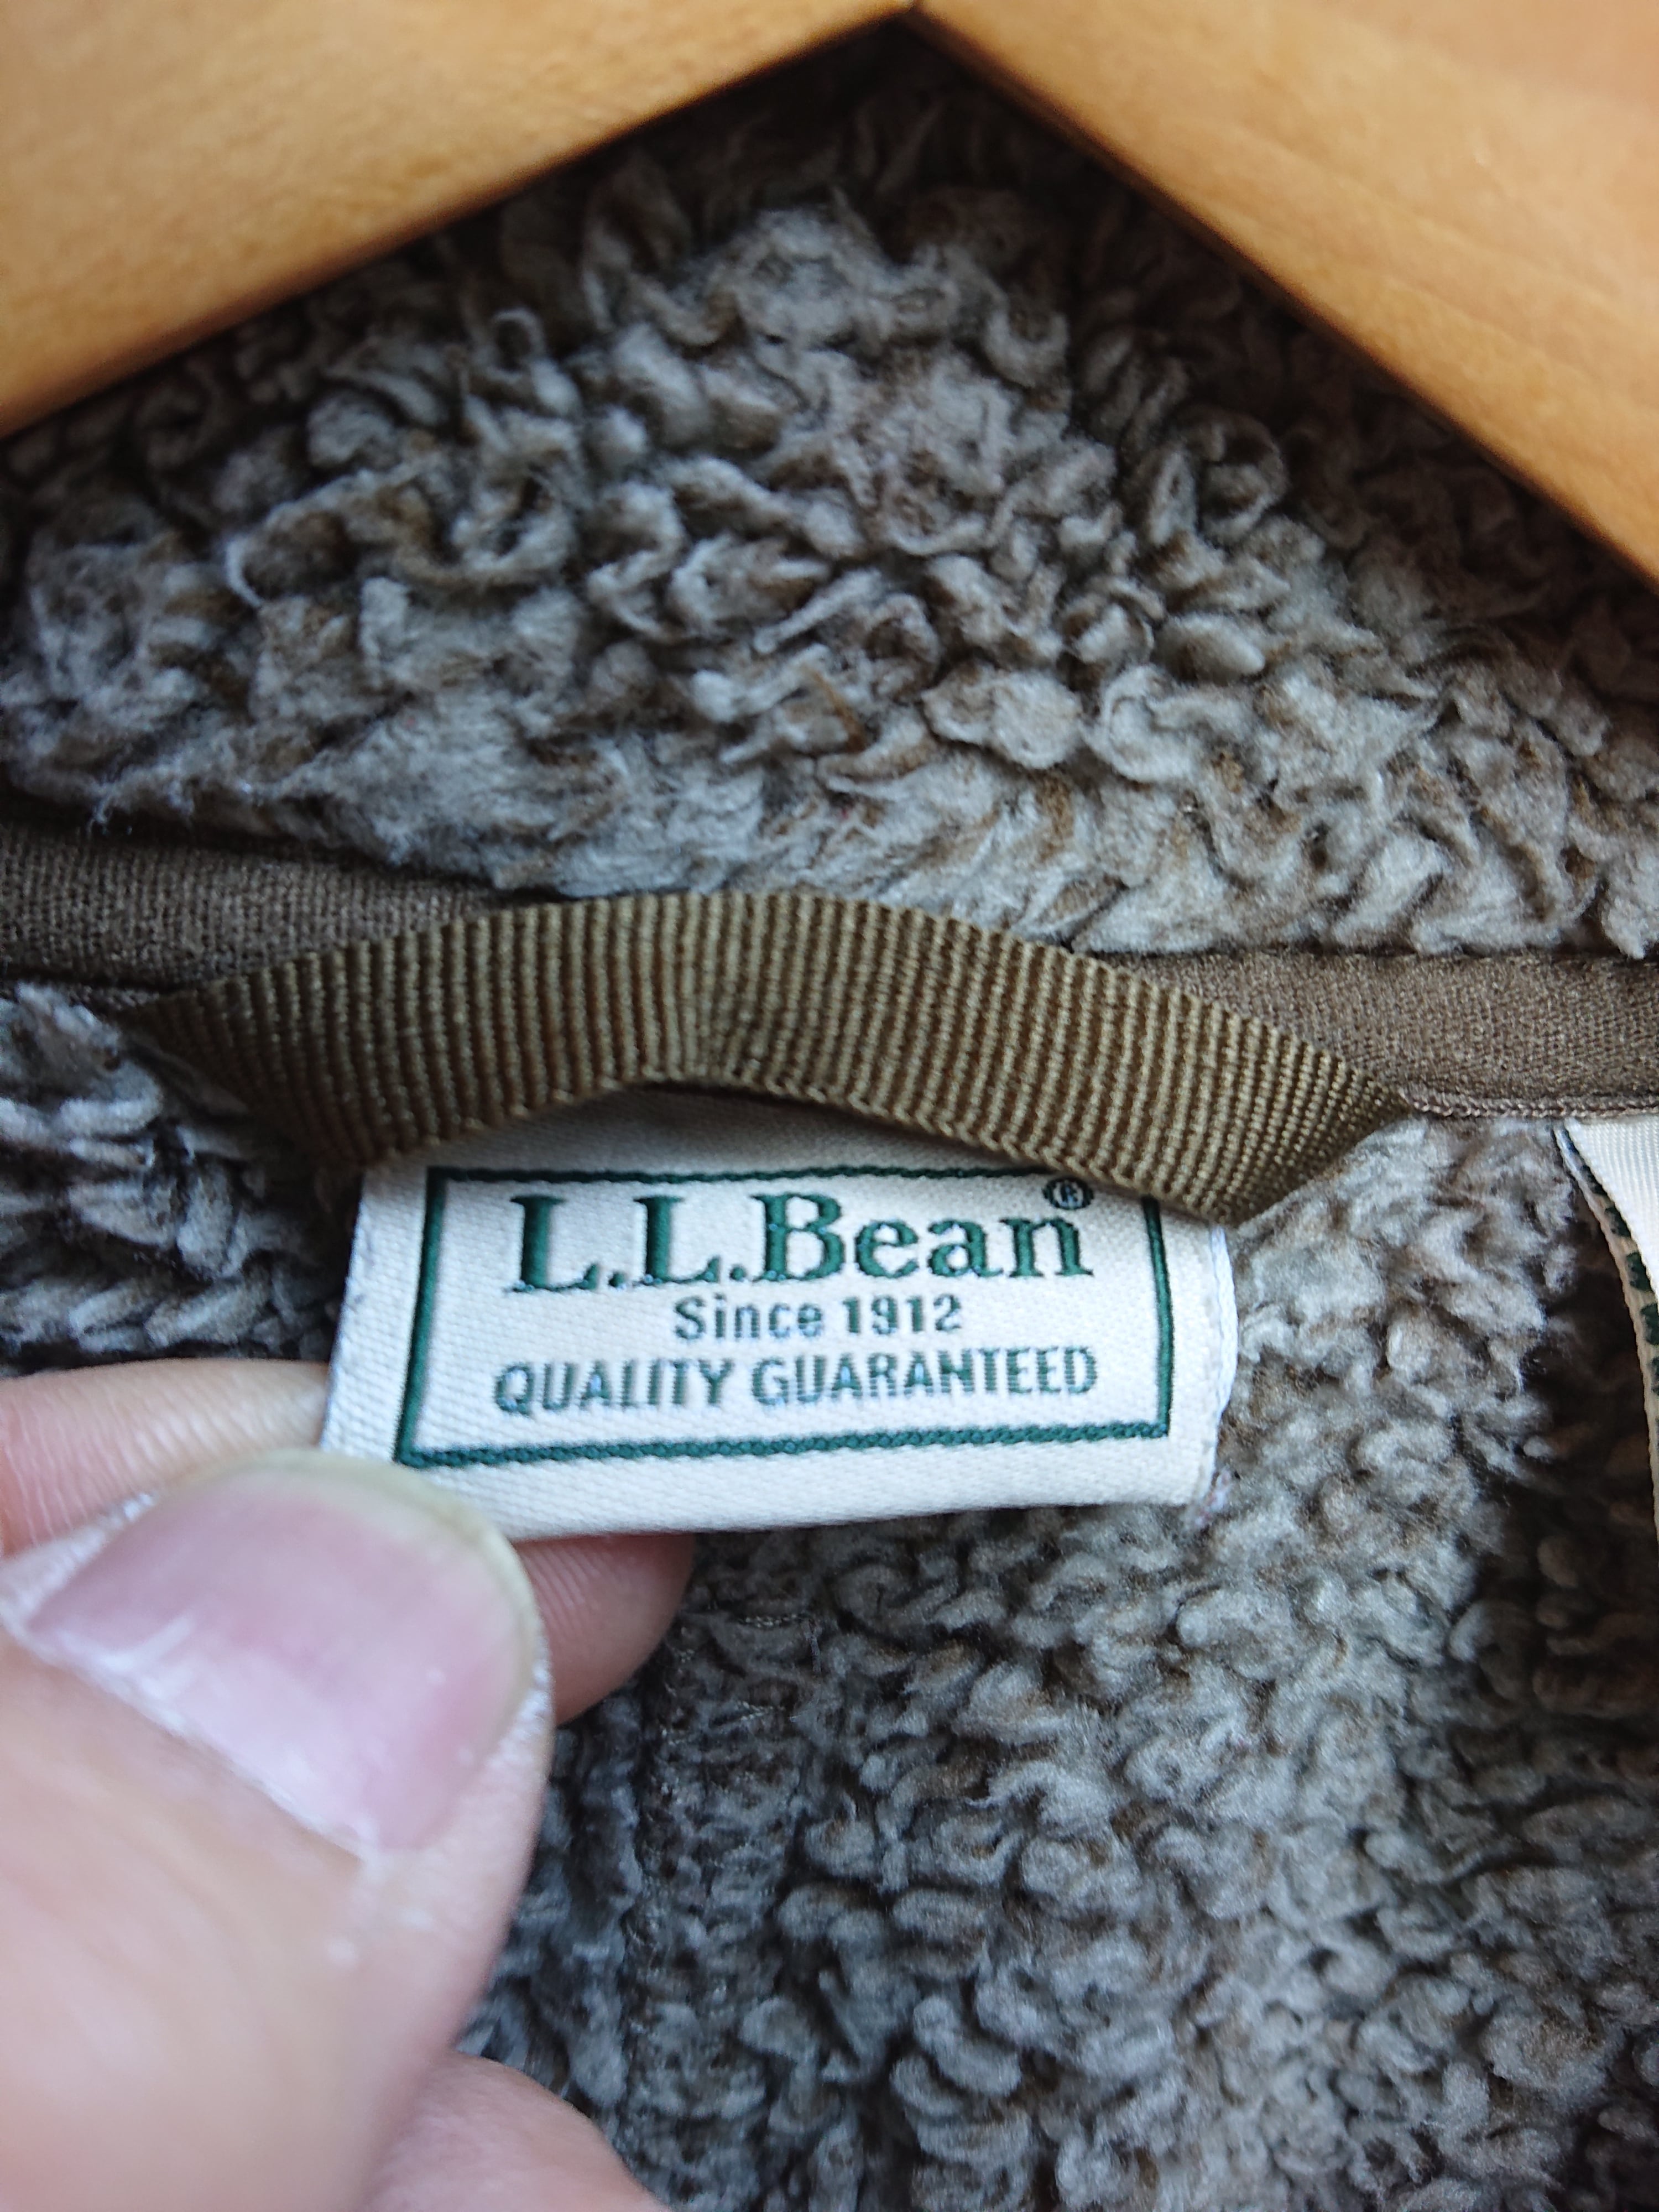 L.L.Bean®
Since 1912
QUALITY GUARANTEED